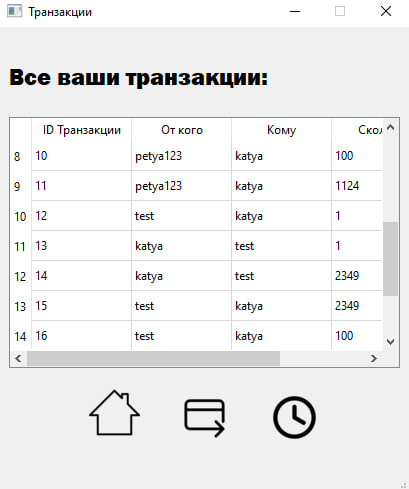 Транзакции
Все ваши транзакции:
ID Транзакции От кого Кому Скол
8 10 petya123 katya 100
9 11 petya123 katya 1124
10 12 test katya 1
11 13 katya test 1
12 14 katya test 2349
13 15 test katya 2349
14 16 test katya 100